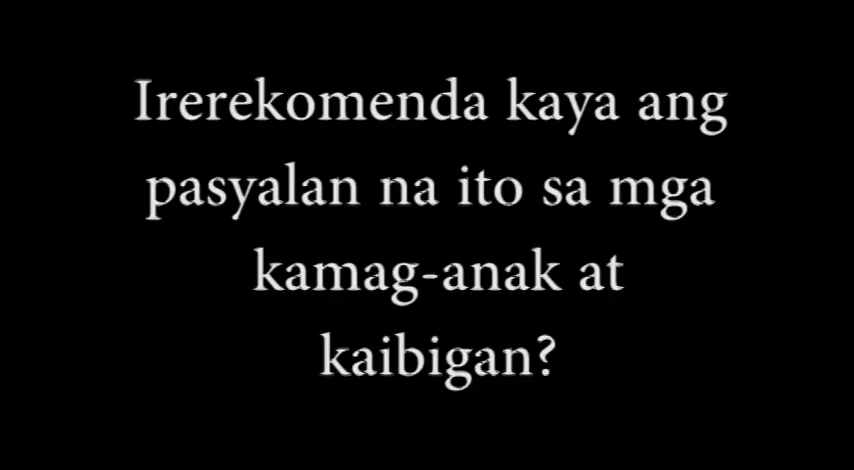 Irerekomenda kaya ang
pasyalan na ito sa mga
kamag-anak at
kaibigan?